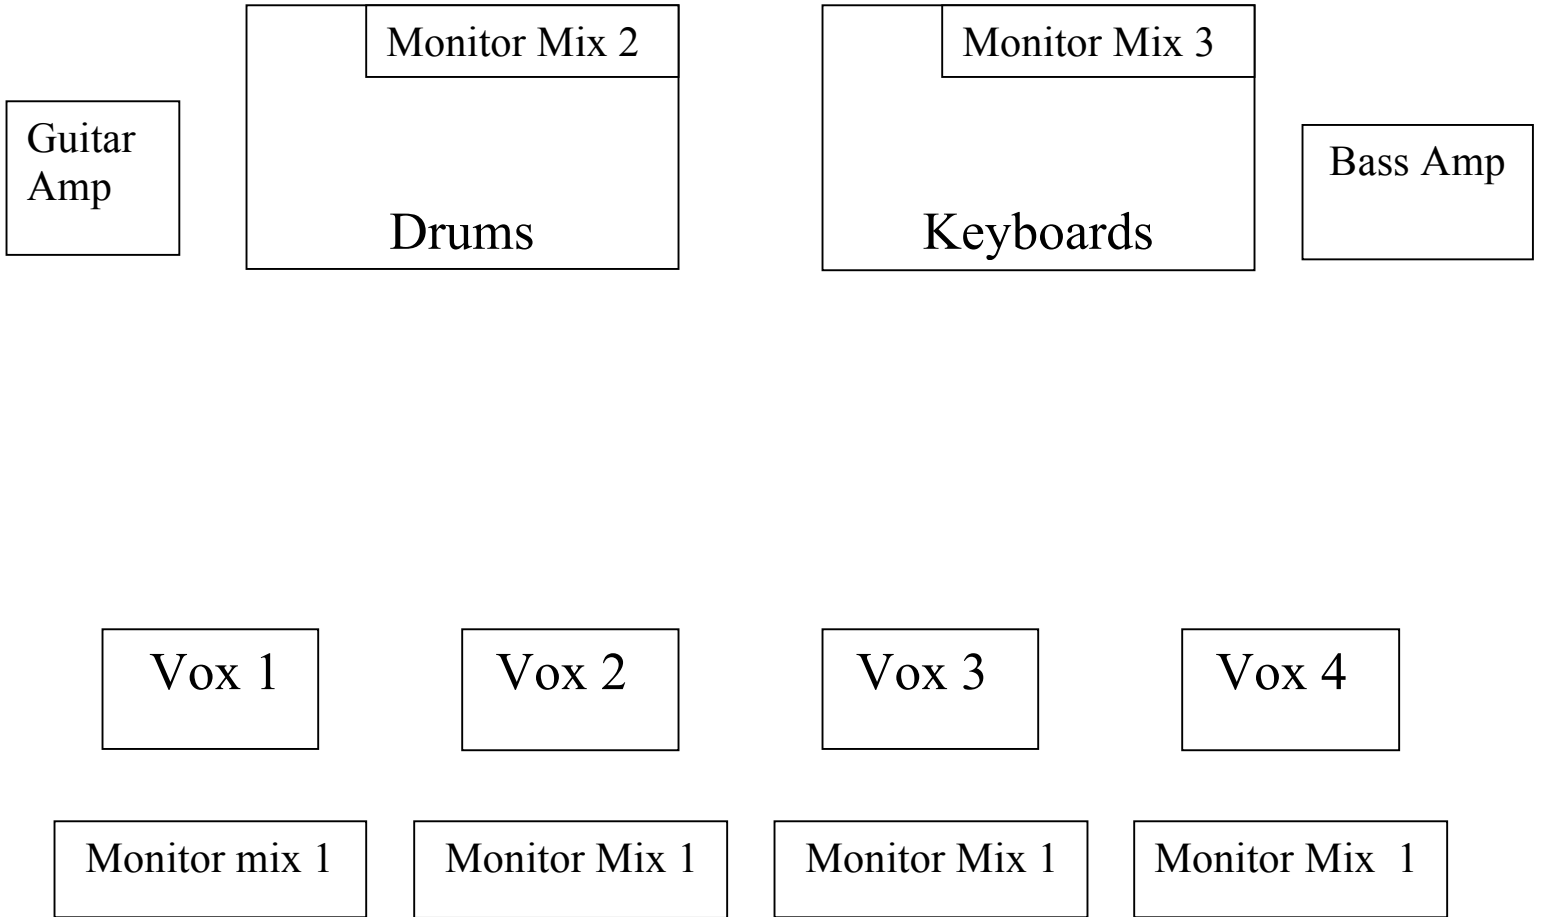 Monitor Mix 2
Monitor Mix 3
Guitar
Amp
Bass Amp
Drums
Keyboards
Vox 1
Vox 2
Vox 3
Vox 4
Monitor mix 1
Monitor Mix 1
Monitor Mix 1
Monitor Mix  1